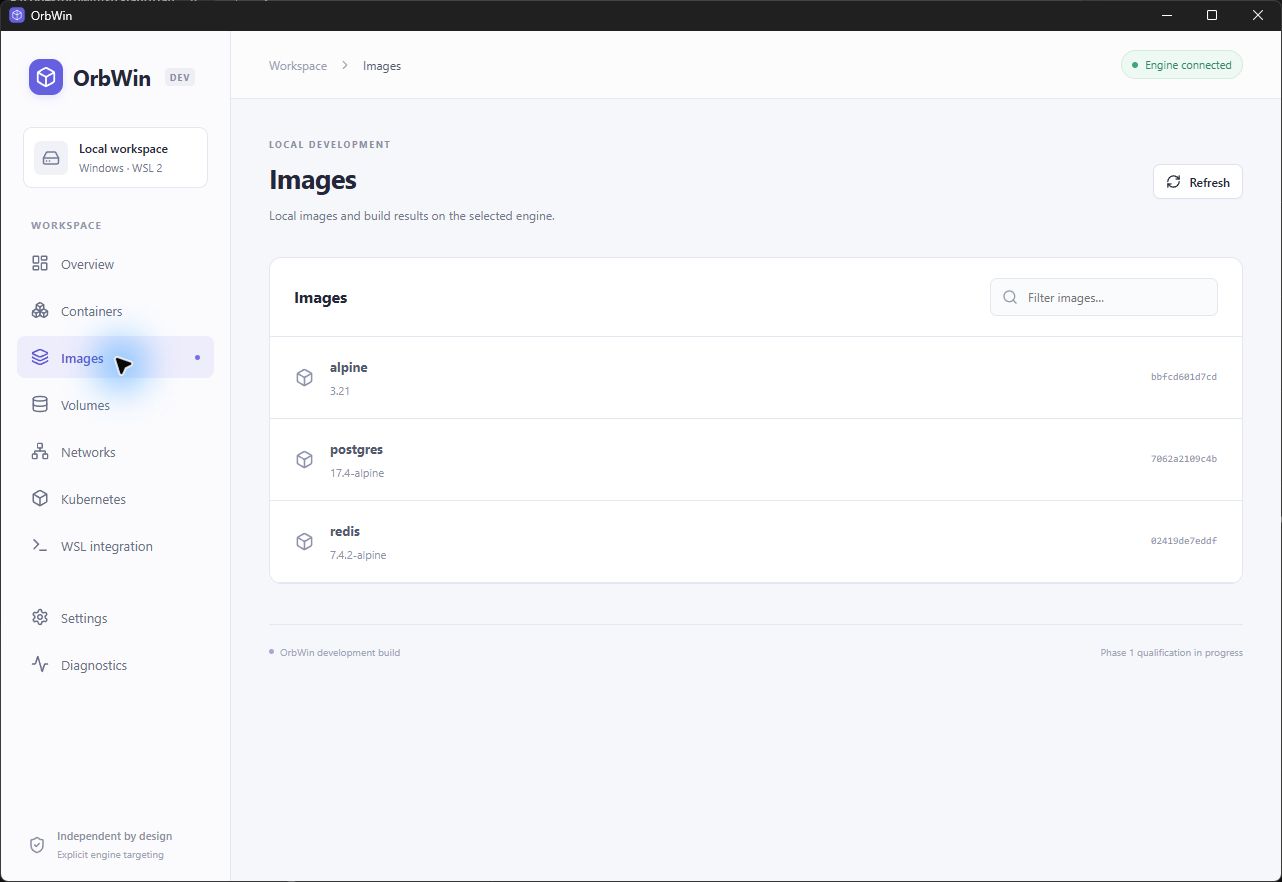 OrbWin
OrbWin DEV
Local workspace
Windows · WSL 2
WORKSPACE
Overview
Containers
Images
Volumes
Networks
Kubernetes
WSL integration
Settings
Diagnostics
Independent by design
Explicit engine targeting
Workspace > Images
Engine connected
LOCAL DEVELOPMENT
Images
Local images and build results on the selected engine.
Refresh
Images
Filter images...
alpine
3.21
bbfcd601d7cd
postgres
17.4-alpine
7062a2109c4b
redis
7.4.2-alpine
02419de7eddf
OrbWin development build
Phase 1 qualification in progress